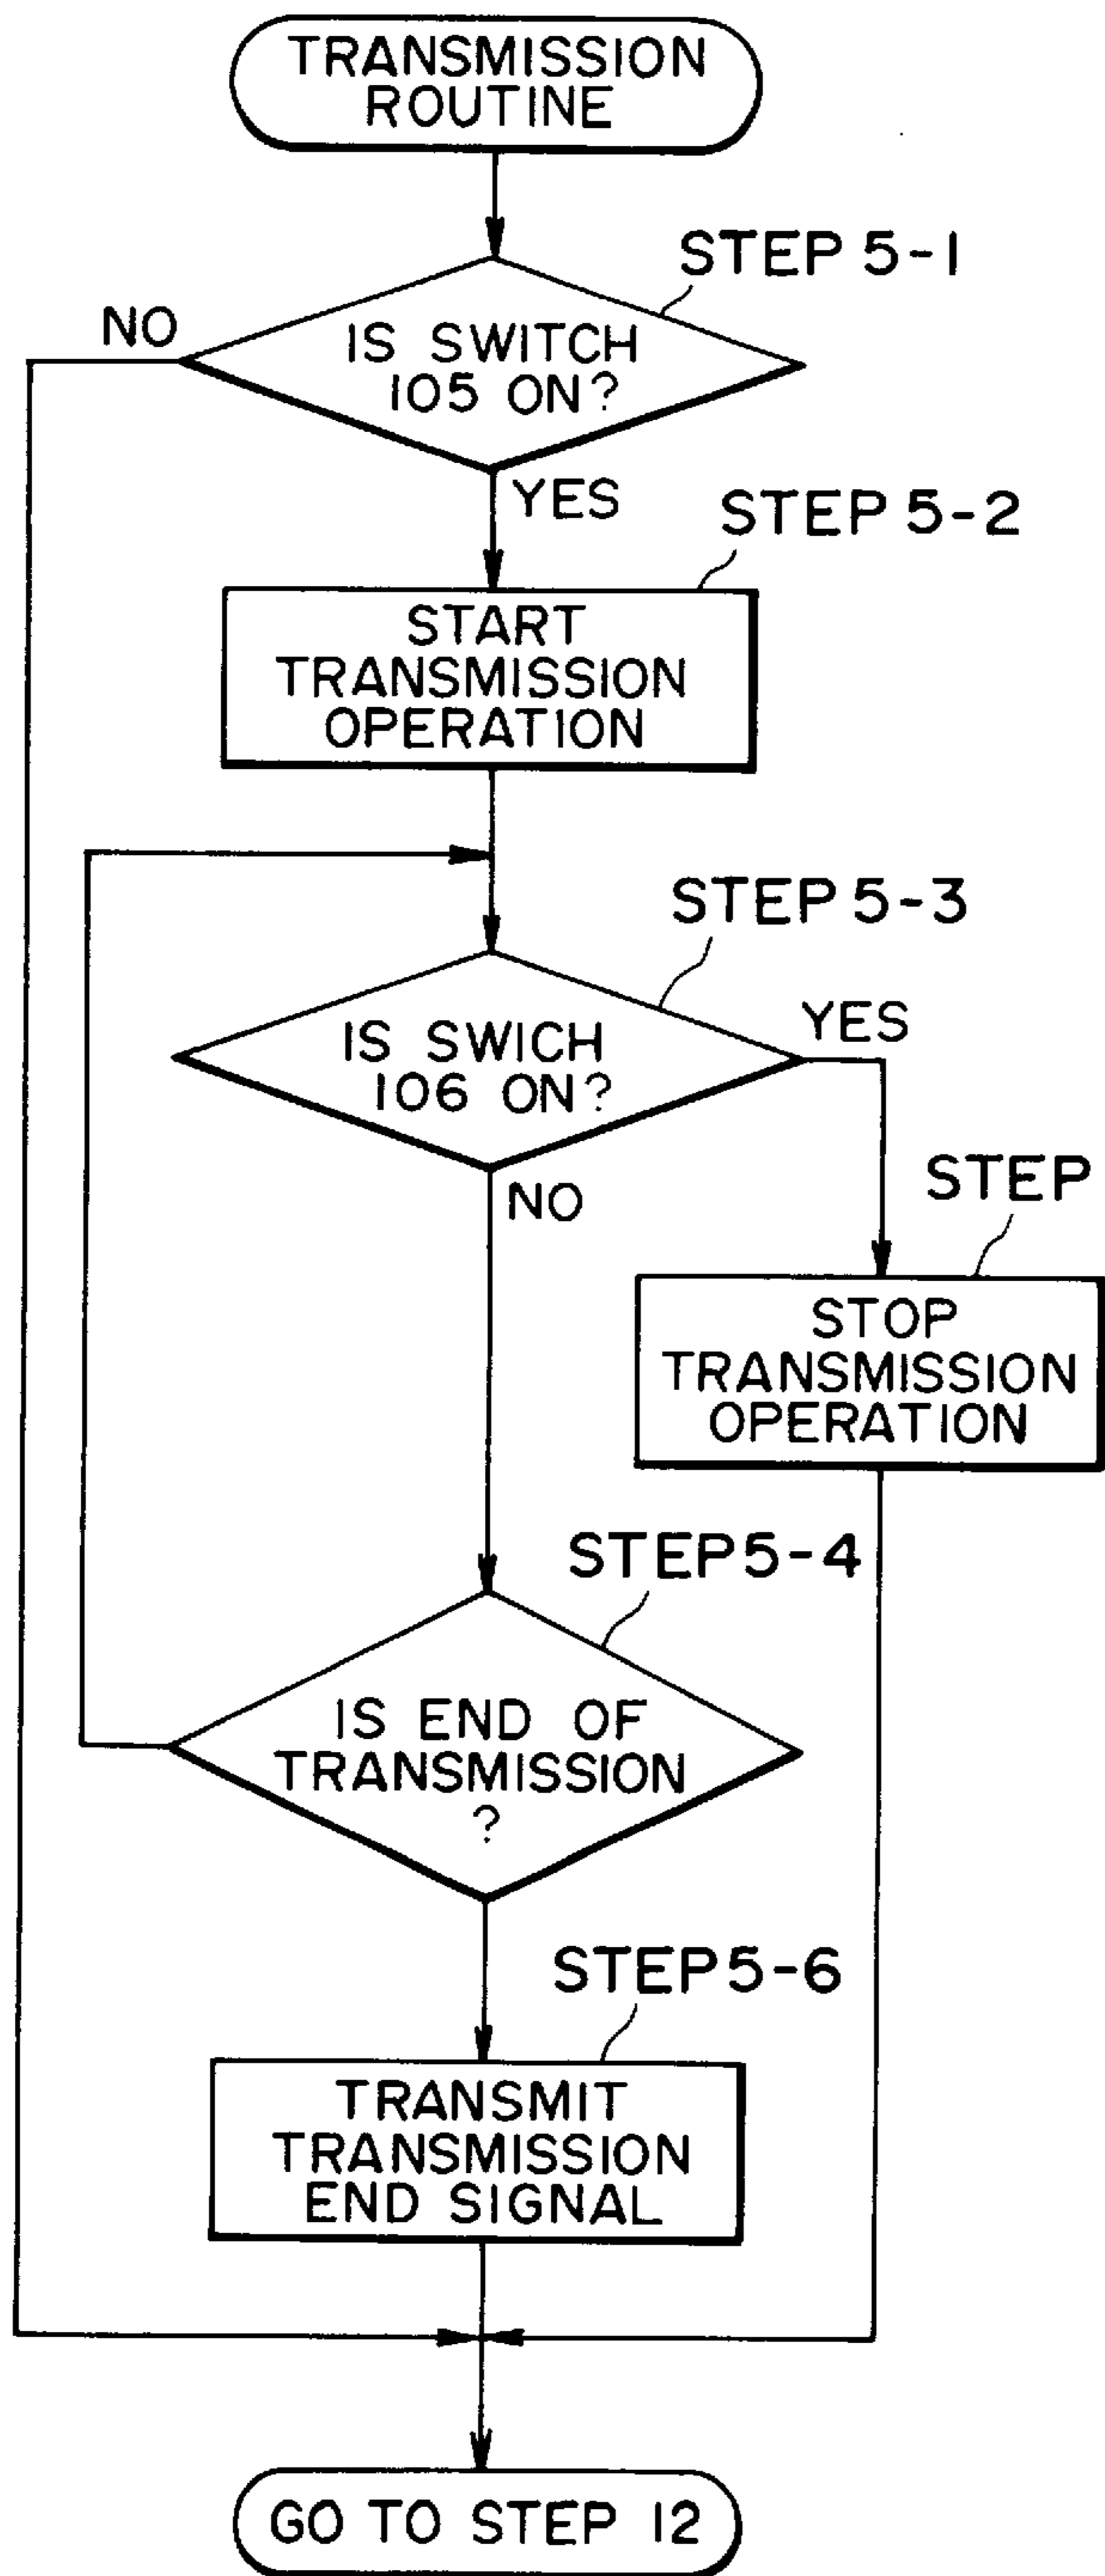 TRANSMISSION
ROUTINE
STEP 5-1
NO
IS SWITCH
105 ON?
YES
STEP 5-2
START
TRANSMISSION
OPERATION
STEP 5-3
IS SWICH
106 ON?
YES
NO
STEP
STOP
TRANSMISSION
OPERATION
STEP5-4
IS END OF
TRANSMISSION
?
STEP5-6
TRANSMIT
TRANSMISSION
END SIGNAL
GO TO STEP 12